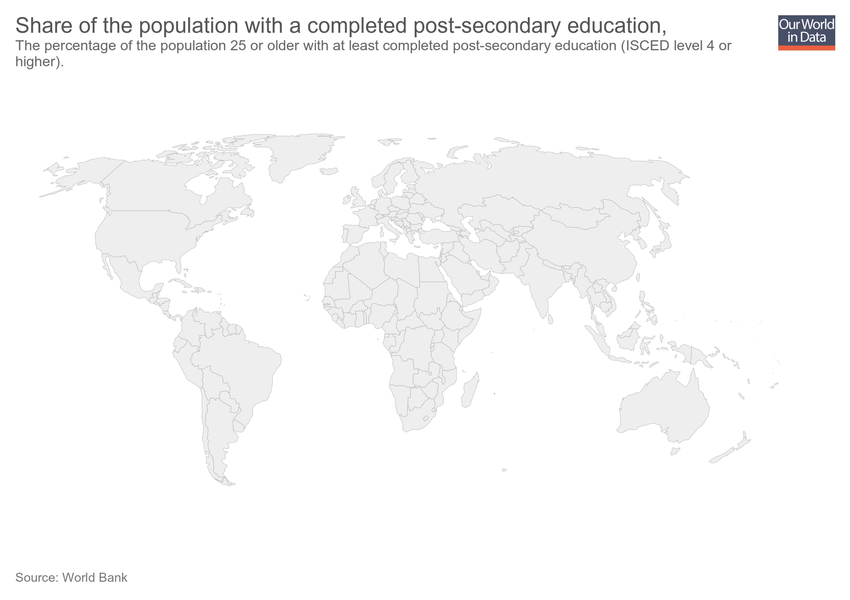 Share of the population with a completed post-secondary education,
Our World
in Data
The percentage of the population 25 or older with at least completed post-secondary education (ISCED level 4 or
higher).
Source: World Bank